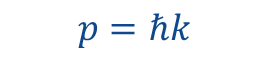 p = ℏk